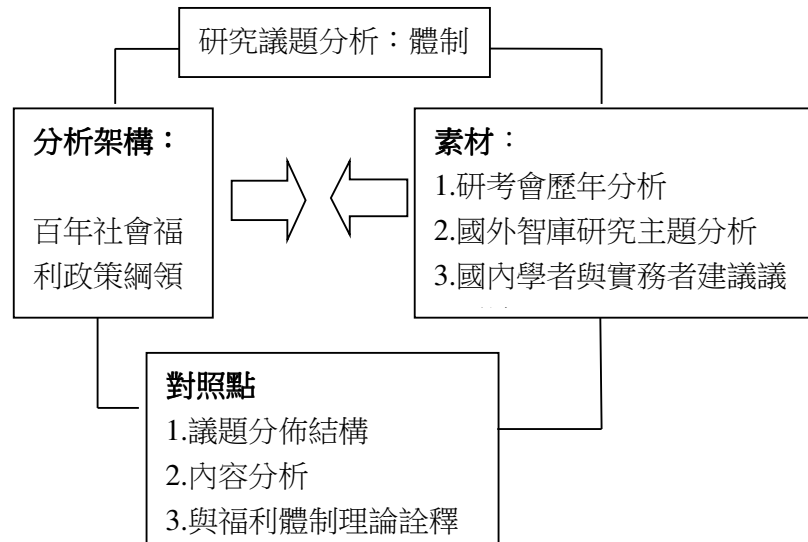 研究議題分析：體制
分析架構：
百年社會福
利政策綱領
素材：
1.研考會歷年分析
2.國外智庫研究主題分析
3.國內學者與實務者建議議
對照點
1.議題分佈結構
2.內容分析
3.與福利體制理論詮釋